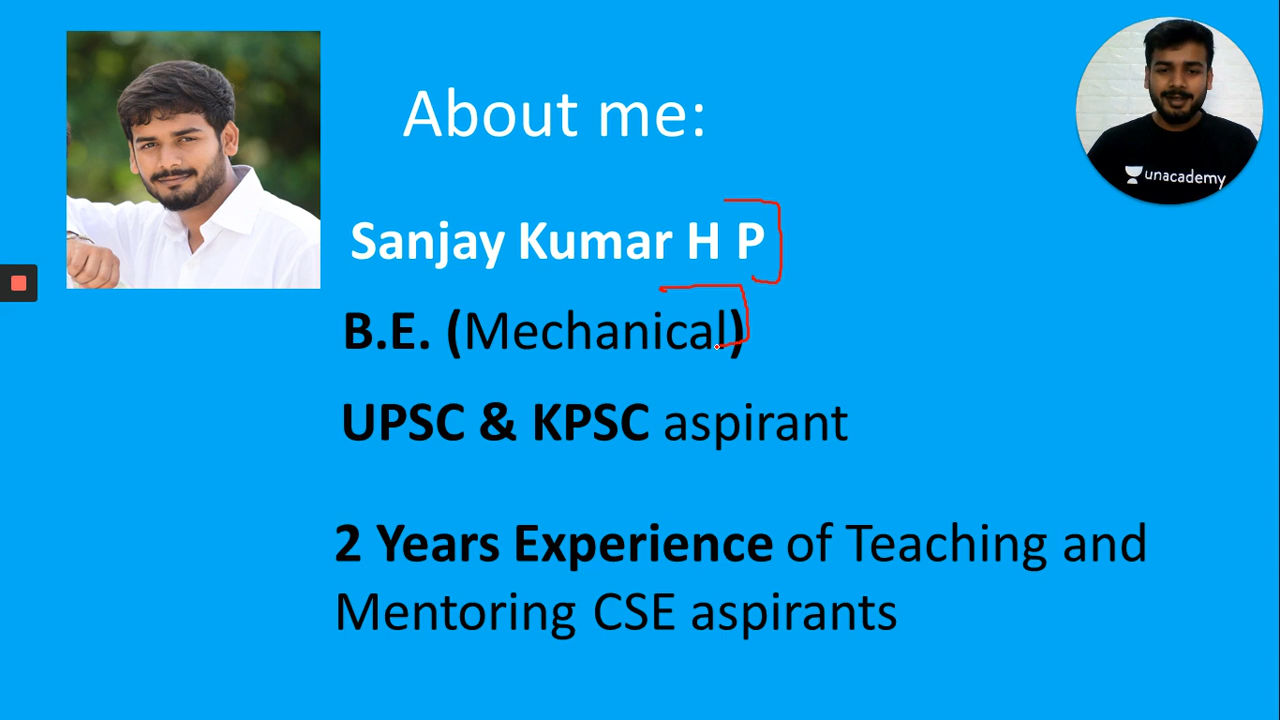 About me:
unacademy
Sanjay Kumar H P
B.E. (Mechanical)
UPSC & KPSC aspirant
2 Years Experience of Teaching and
Mentoring CSE aspirants